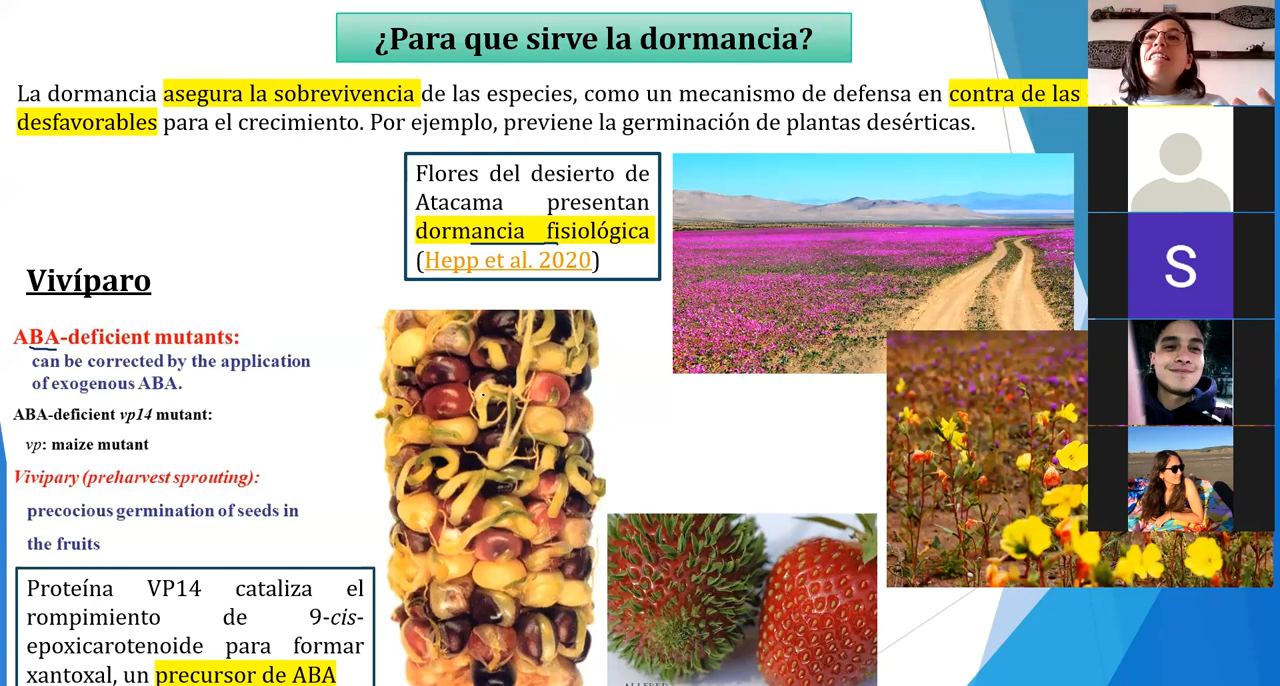 ¿Para que sirve la dormancia?
La dormancia asegura la sobrevivencia de las especies, como un mecanismo de defensa en contra de las
desfavorables para el crecimiento. Por ejemplo, previene la germinación de plantas desérticas.
Flores del desierto de
Atacama presentan
dormancia fisiológica
(Hepp et al. 2020)
Vivíparo
ABA-deficient mutants:
can be corrected by the application
of exogenous ABA.
ABA-deficient vp14 mutant:
vp: maize mutant
Vivipary (preharvest sprouting):
precocious germination of seeds in
the fruits
Proteína VP14 cataliza el
rompimiento de 9-cis-
epoxicarotenoide para formar
xantoxal, un precursor de ABA
S